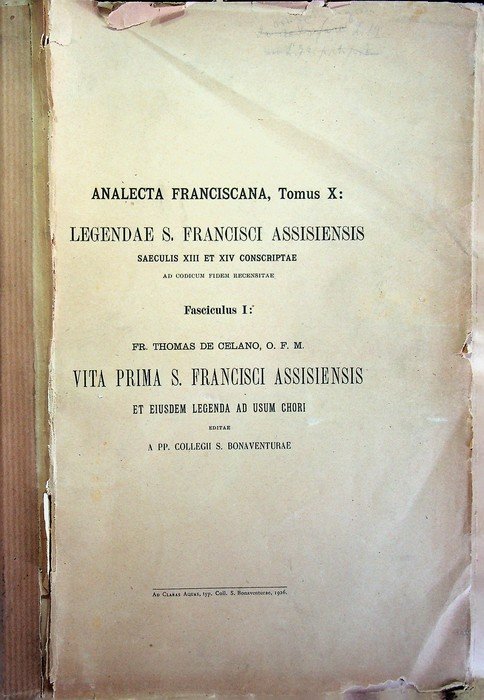 ANALECTA FRANCISCANA, Tomus X:
LEGENDAE S. FRANCISCI ASSISIENSIS
SAECULIS XIII ET XIV CONSCRIPTAE
AD CODICUM FIDEM RECENSITAE
Fasciculus I:
FR. THOMAS DE CELANO, O. F. M.
VITA PRIMA S. FRANCISCI ASSISIENSIS
ET EIUSDEM LEGENDA AD USUM CHORI
EDITAE
A PP. COLLEGII S. BONAVENTURAE
AD CLARAS AQUAS, typ. Coll. S. Bonaventurae, 1926.